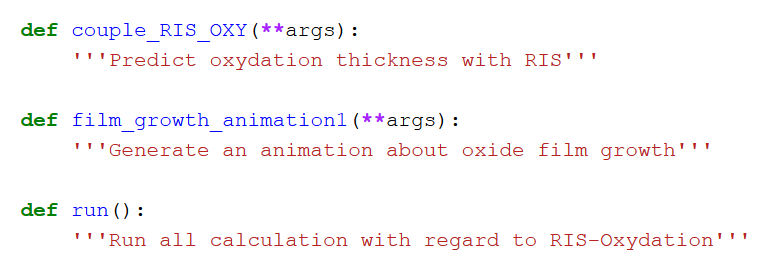 def couple_RIS_OXY(**args):
    '''Predict oxydation thickness with RIS'''
def film_growth_animation1(**args):
    '''Generate an animation about oxide film growth'''
def run():
    '''Run all calculation with regard to RIS-Oxydation'''